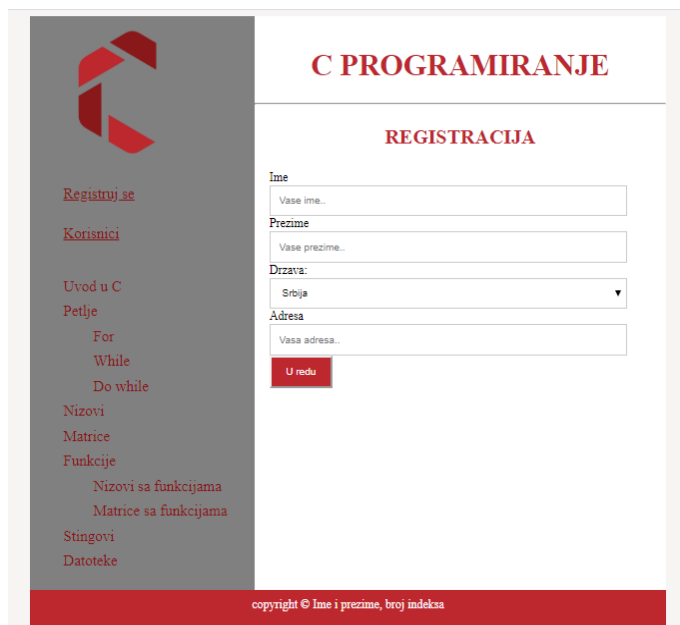 Registruj se
Korisnici
Uvod u C
Petlje
For
While
Do while
Nizovi
Matrice
Funkcije
Nizovi sa funkcijama
Matrice sa funkcijama
Stingovi
Datoteke
C PROGRAMIRANJE
REGISTRACIJA
Ime
Vase ime..
Prezime
Vase prezime..
Drzava:
Srbija
Adresa
Vasa adresa..
U redu
copyright © Ime i prezime, broj indeksa